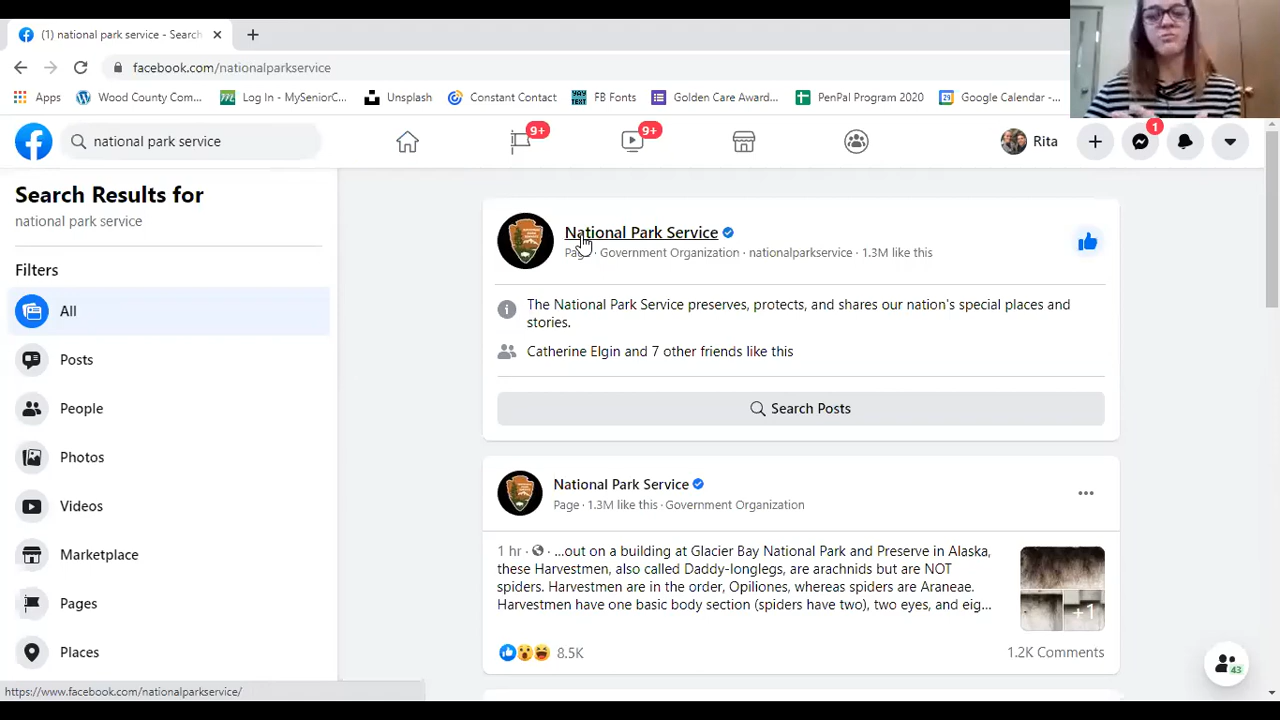 (1) national park service - Search
facebook.com/nationalparkservice
Apps
Wood County Com...
Log In - MySeniorC...
Unsplash
Constant Contact
FB Fonts
Golden Care Award...
PenPal Program 2020
Google Calendar -...
national park service
9+
9+
Rita
1
Search Results for
national park service
Filters
All
Posts
People
Photos
Videos
Marketplace
Pages
Places
National Park Service
Page · Government Organization · nationalparkservice · 1.3M like this
The National Park Service preserves, protects, and shares our nation's special places and
stories.
Catherine Elgin and 7 other friends like this
Search Posts
National Park Service
Page · 1.3M like this · Government Organization
1 hr · ...out on a building at Glacier Bay National Park and Preserve in Alaska,
these Harvestmen, also called Daddy-longlegs, are arachnids but are NOT
spiders. Harvestmen are in the order, Opiliones, whereas spiders are Araneae.
Harvestmen have one basic body section (spiders have two), two eyes, and eig...
+1
8.5K
1.2K Comments
43
https://www.facebook.com/nationalparkservice/